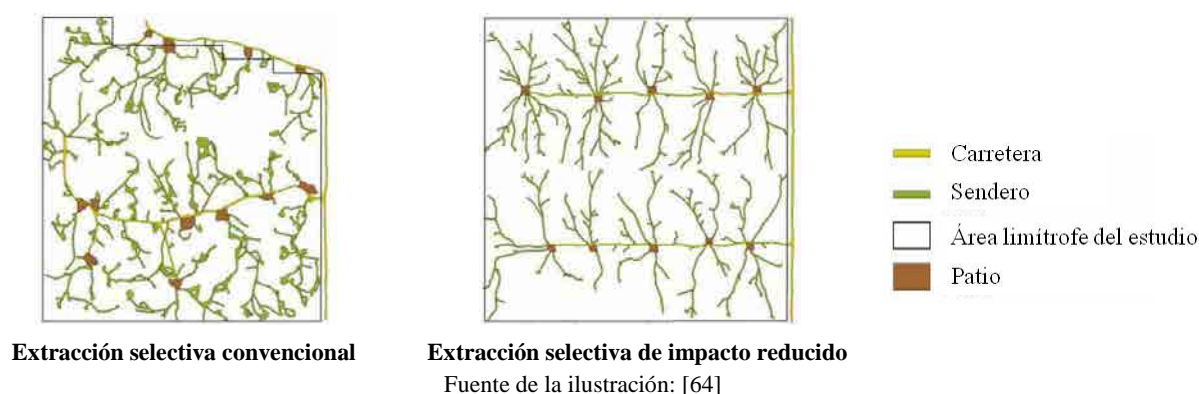 Carretera
Sendero
Área limítrofe del estudio
Patio
Extracción selectiva convencional
Extracción selectiva de impacto reducido
Fuente de la ilustración: [64]